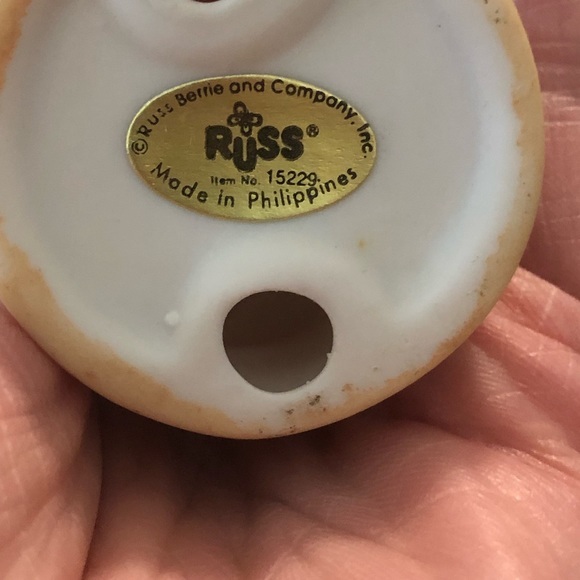 © Russ Berrie and Company, Inc.
RUSS®
Item No. 15229
Made in Philippines